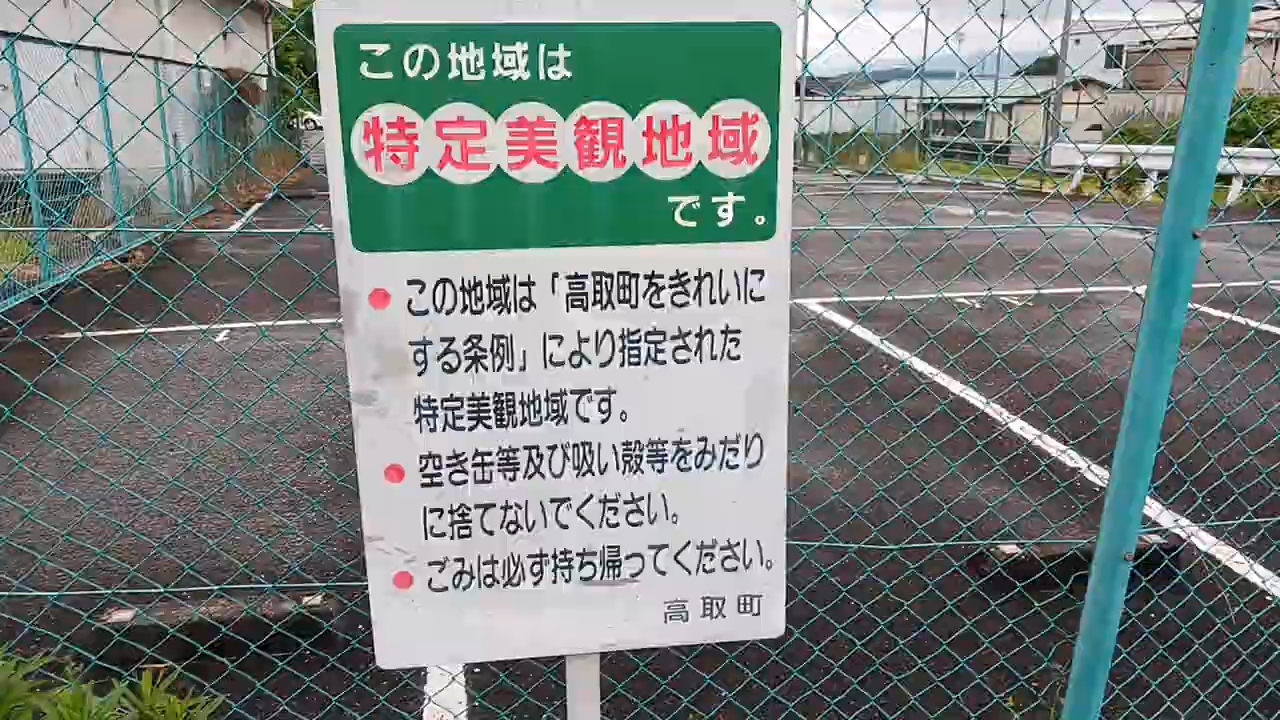 この地域は
特定美観地域
です。
●この地域は「高取町をきれいに
する条例」により指定された
特定美観地域です。
●空き缶等及び吸い殻等をみだり
に捨てないでください。
●ごみは必ず持ち帰ってください。
高取町